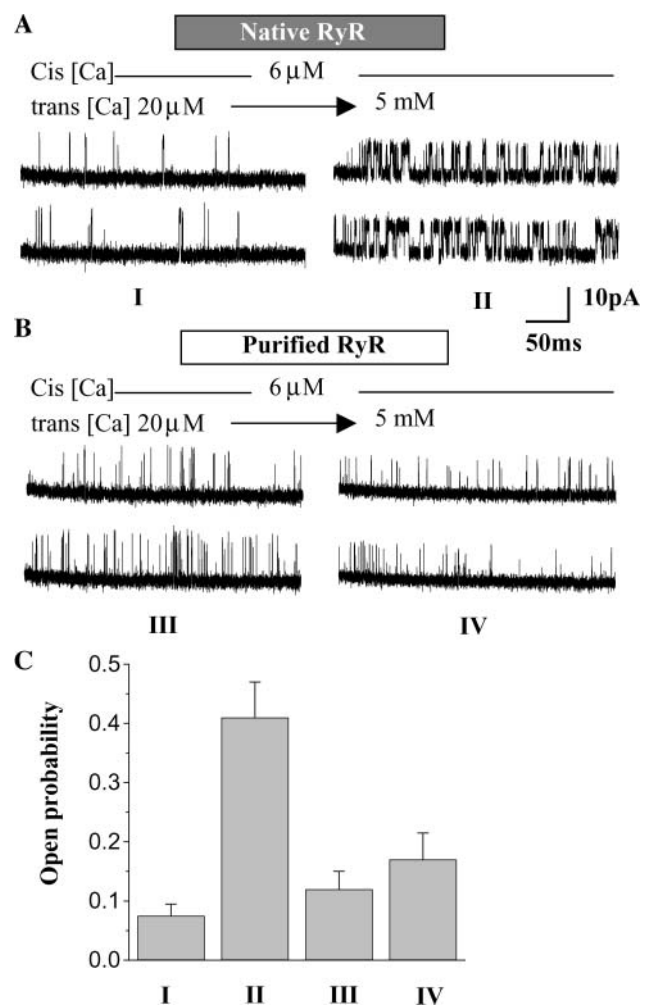 A
Native RyR
Cis [Ca] 6 μM
trans [Ca] 20 μM 5 mM
I II
10pA
50ms
B
Purified RyR
Cis [Ca] 6 μM
trans [Ca] 20 μM 5 mM
III IV
C
Open probability
0.5
0.4
0.3
0.2
0.1
0.0
I II III IV